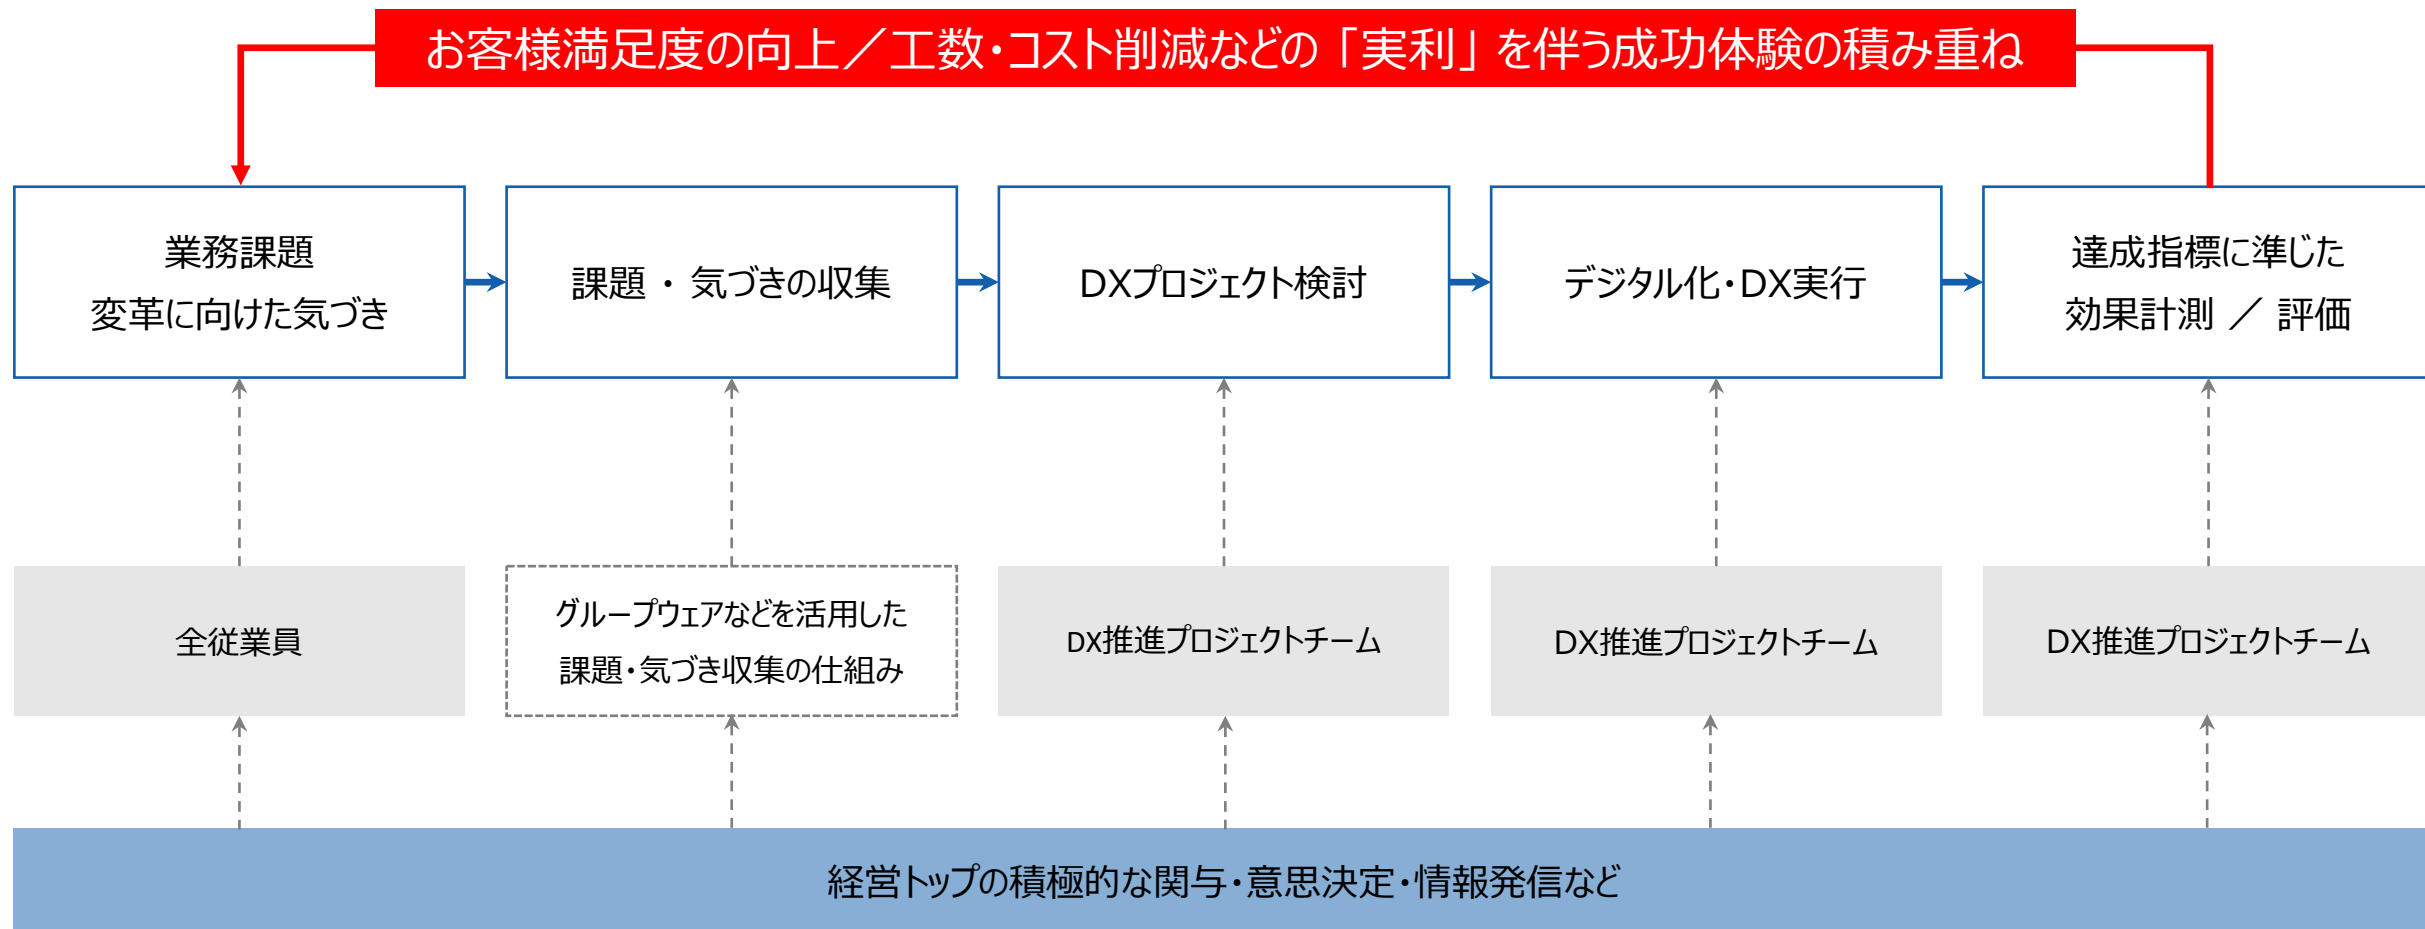 お客様満足度の向上／工数・コスト削減などの「実利」を伴う成功体験の積み重ね
業務課題
変革に向けた気づき
課題 ・ 気づきの収集
DXプロジェクト検討
デジタル化・DX実行
達成指標に準じた
効果計測 ／ 評価
全従業員
グループウェアなどを活用した
課題・気づき収集の仕組み
DX推進プロジェクトチーム
DX推進プロジェクトチーム
DX推進プロジェクトチーム
経営トップの積極的な関与・意思決定・情報発信など